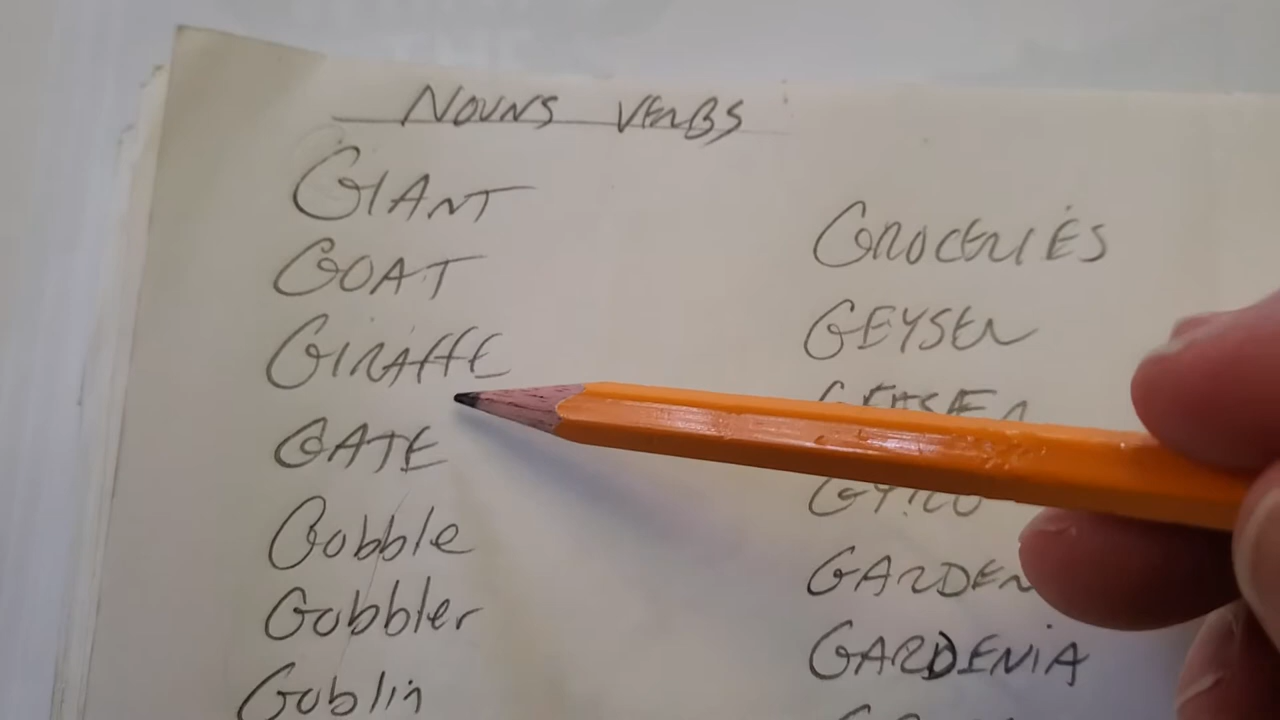 NOUNS VERBS
GIANT
GOAT
GIRAFFE
GATE
Gobble
Gobbler
Goblin
GROCERIES
GEYSER
GARDEN
GARDENIA